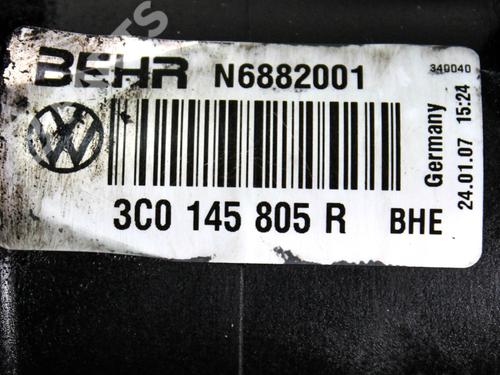 BEHR N6882001
340040
3C0 145 805 R BHE
Germany
24.01.07 15:24